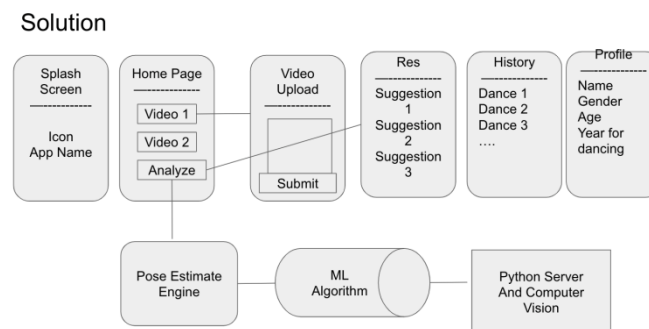 Solution
Splash
Screen
---------------
Icon
App Name
Home Page
---------------
Video 1
Video 2
Analyze
Video
Upload
---------------
Submit
Res
---------------
Suggestion
1
Suggestion
2
Suggestion
3
History
---------------
Dance 1
Dance 2
Dance 3
....
Profile
---------------
Name
Gender
Age
Year for
dancing
Pose Estimate
Engine
ML
Algorithm
Python Server
And Computer
Vision